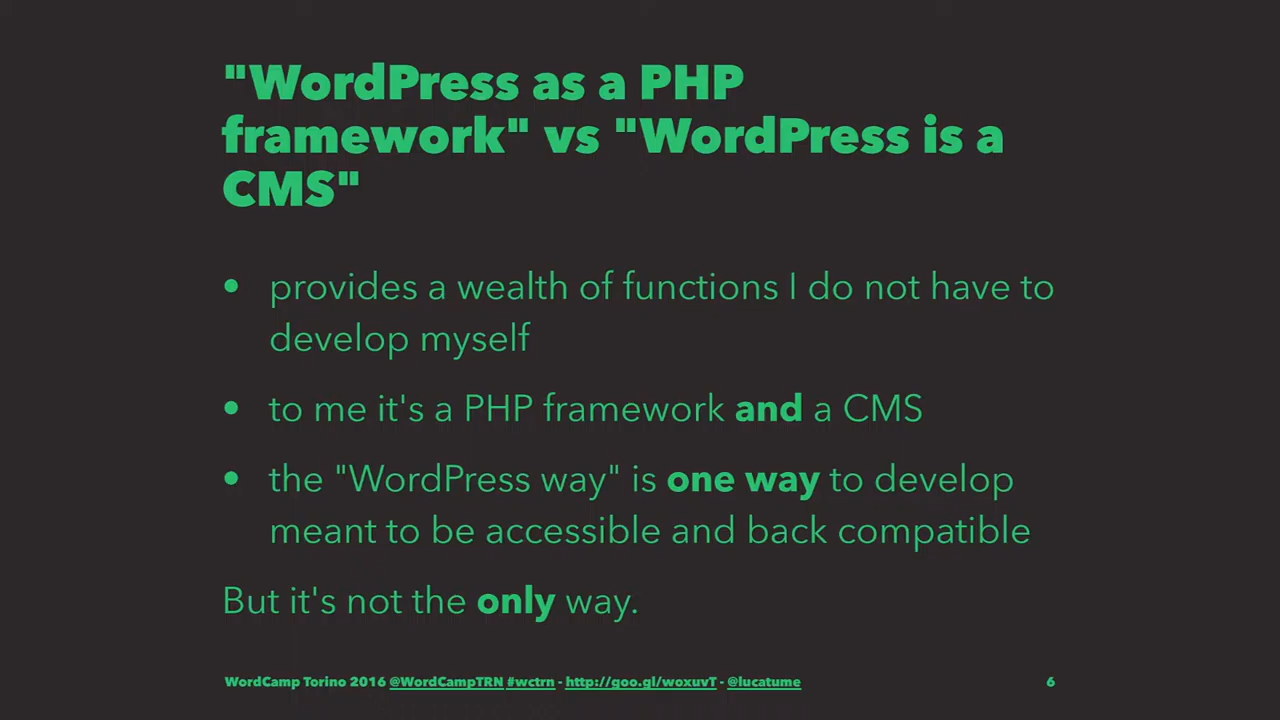 "WordPress as a PHP
framework" vs "WordPress is a
CMS"
• provides a wealth of functions I do not have to
develop myself
• to me it's a PHP framework and a CMS
• the "WordPress way" is one way to develop
meant to be accessible and back compatible
But it's not the only way.
WordCamp Torino 2016 @WordCampTRN #wctrn - http://goo.gl/woxuvT - @lucatume 6